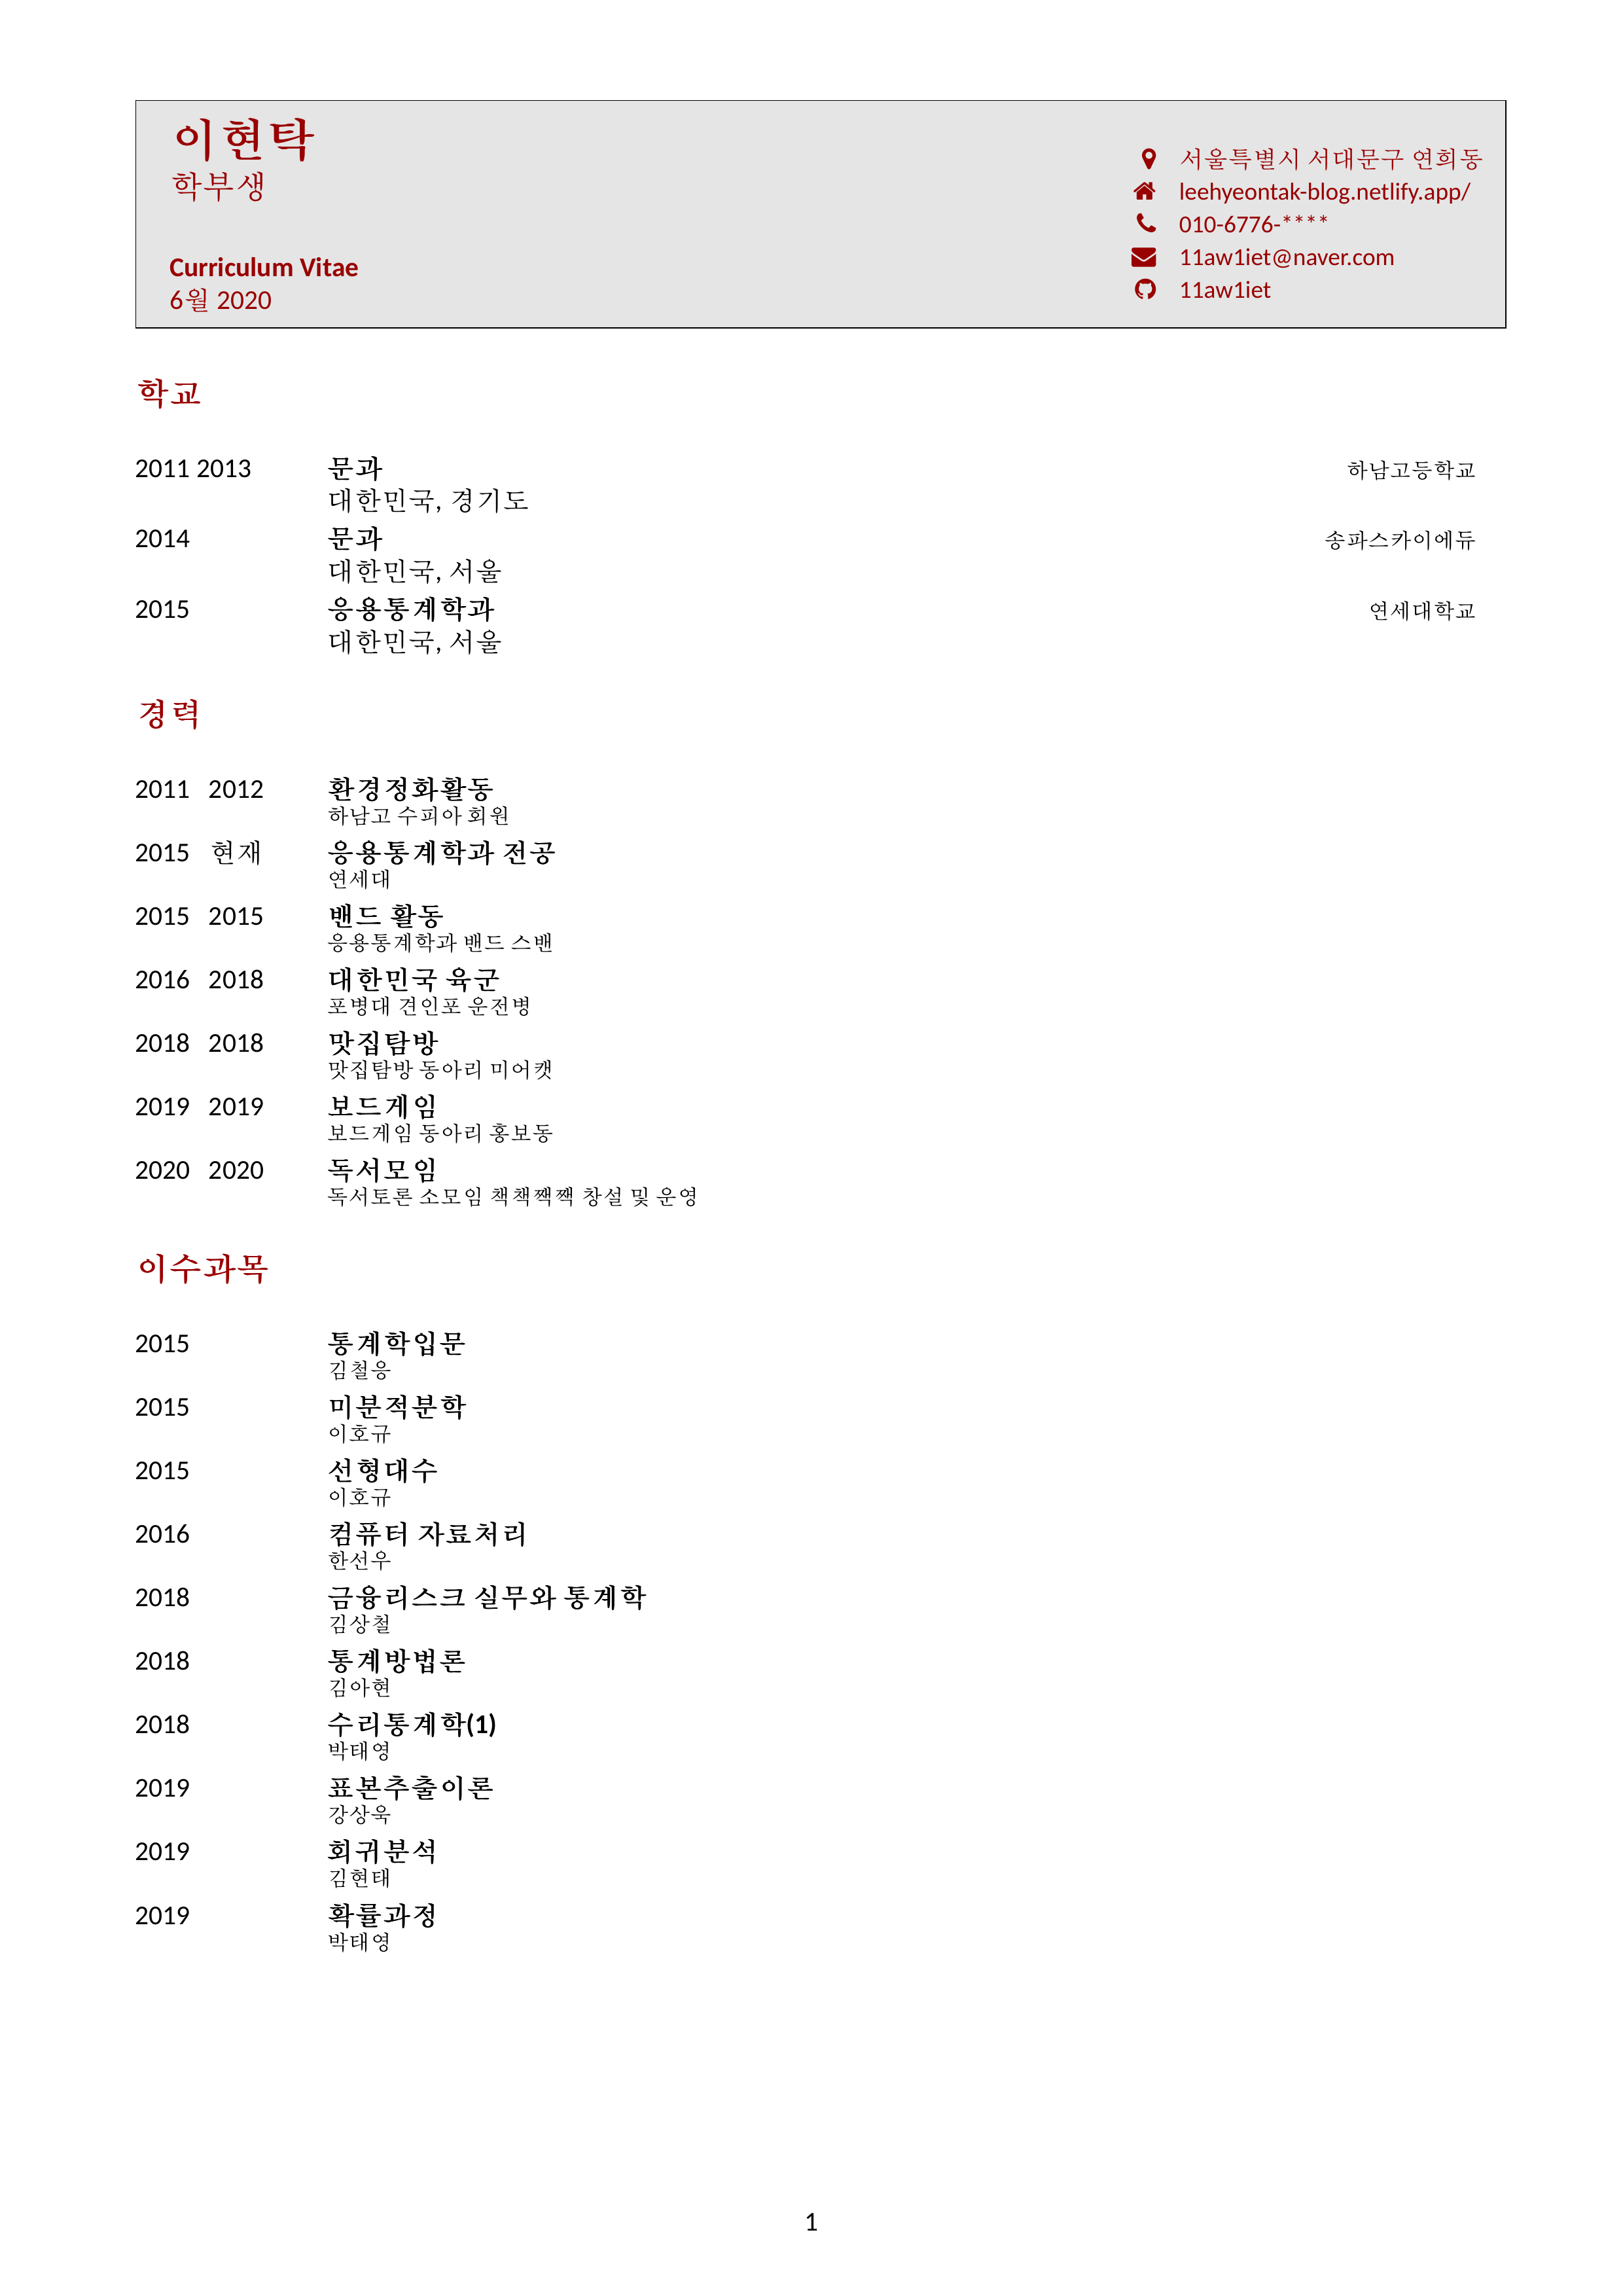 이현탁
학부생
Curriculum Vitae
6월 2020
서울특별시 서대문구 연희동
leehyeontak-blog.netlify.app/
010-6776-****
11aw1iet@naver.com
11aw1iet
학교
2011 2013 문과 하남고등학교
대한민국, 경기도
2014 문과 송파스카이에듀
대한민국, 서울
2015 응용통계학과 연세대학교
대한민국, 서울
경력
2011 2012 환경정화활동
하남고 수피아 회원
2015 현재 응용통계학과 전공
연세대
2015 2015 밴드 활동
응용통계학과 밴드 스밴
2016 2018 대한민국 육군
포병대 견인포 운전병
2018 2018 맛집탐방
맛집탐방 동아리 미어캣
2019 2019 보드게임
보드게임 동아리 홍보동
2020 2020 독서모임
독서토론 소모임 책책짹짹 창설 및 운영
이수과목
2015 통계학입문
김철응
2015 미분적분학
이호규
2015 선형대수
이호규
2016 컴퓨터 자료처리
한선우
2018 금융리스크 실무와 통계학
김상철
2018 통계방법론
김아현
2018 수리통계학(1)
박태영
2019 표본추출이론
강상욱
2019 회귀분석
김현태
2019 확률과정
박태영
1